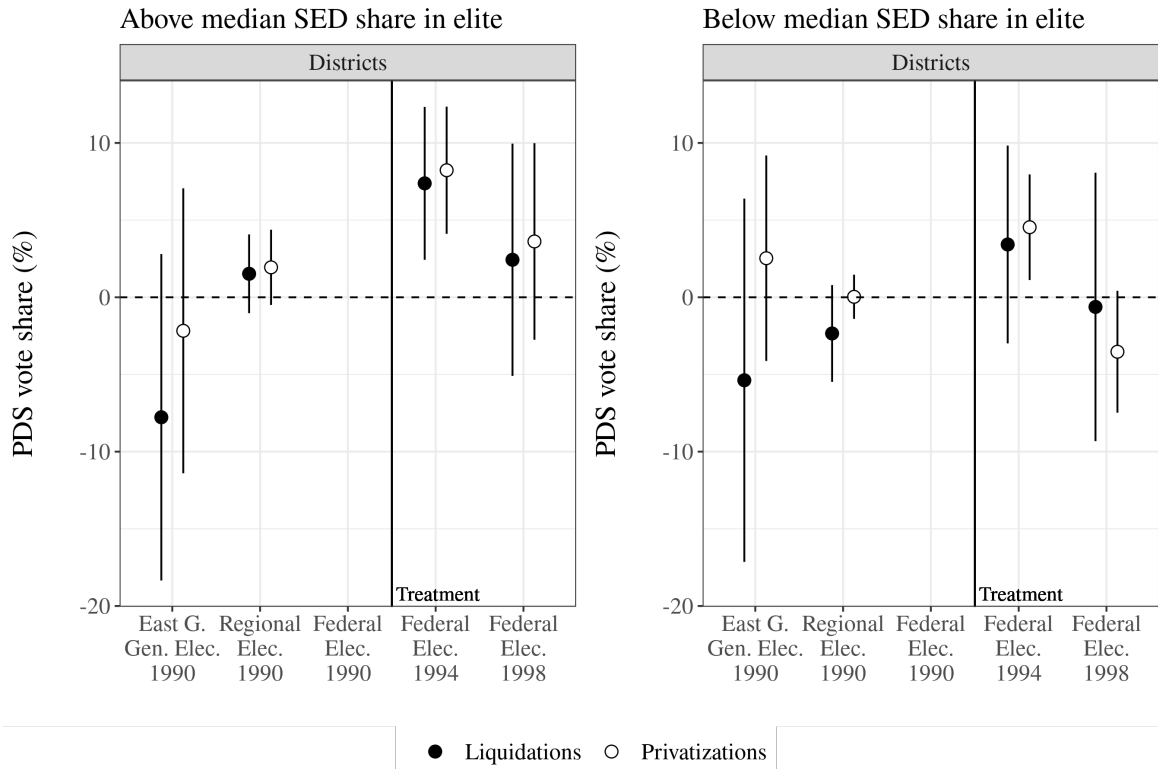 Above median SED share in elite
Districts
PDS vote share (%)
10
0
-10
-20
Treatment
East G.
Gen. Elec.
1990
Regional
Elec.
1990
Federal
Elec.
1990
Federal
Elec.
1994
Federal
Elec.
1998
Below median SED share in elite
Districts
PDS vote share (%)
10
0
-10
-20
Treatment
East G.
Gen. Elec.
1990
Regional
Elec.
1990
Federal
Elec.
1990
Federal
Elec.
1994
Federal
Elec.
1998
Liquidations
Privatizations